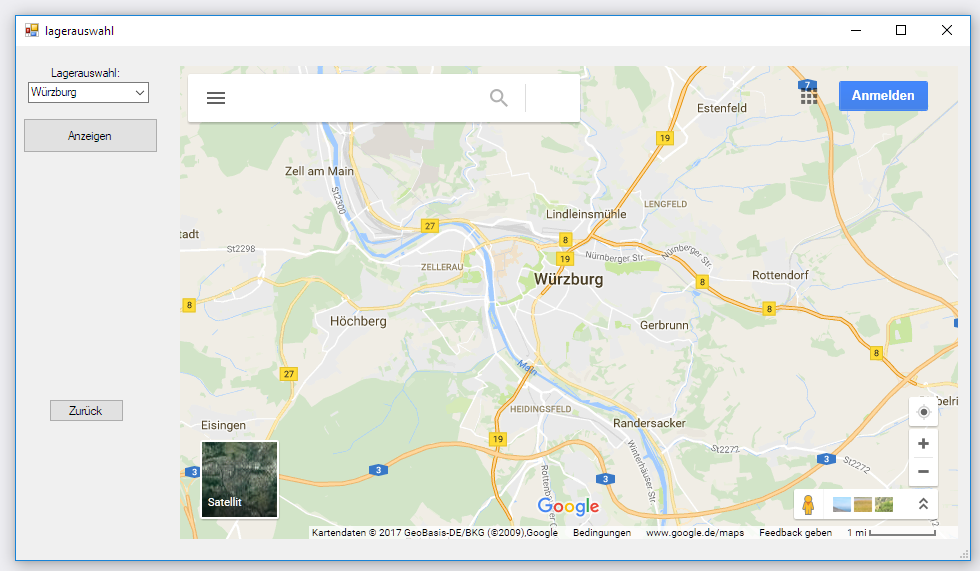 lagerauswahl
Lagerauswahl:
Würzburg
Anzeigen
Zurück
Anmelden
7
Estenfeld
19
Zell am Main
St2300
LENGFELD
Lindleinsmühle
27
tadt
St2298
8
19
Nürnberger Str.
Nürnberger Str.
ZELLERAU
Würzburg
Rottendorf
8
8
8
Höchberg
Gerbrunn
8
Main
27
HEIDINGSFELD
Eisingen
Randersacker
19
Winterhäuser Str.
St2272
3
St2272
3
3
3
Satellit
Google
Kartendaten © 2017 GeoBasis-DE/BKG (©2009),Google Bedingungen www.google.de/maps Feedback geben 1 mi